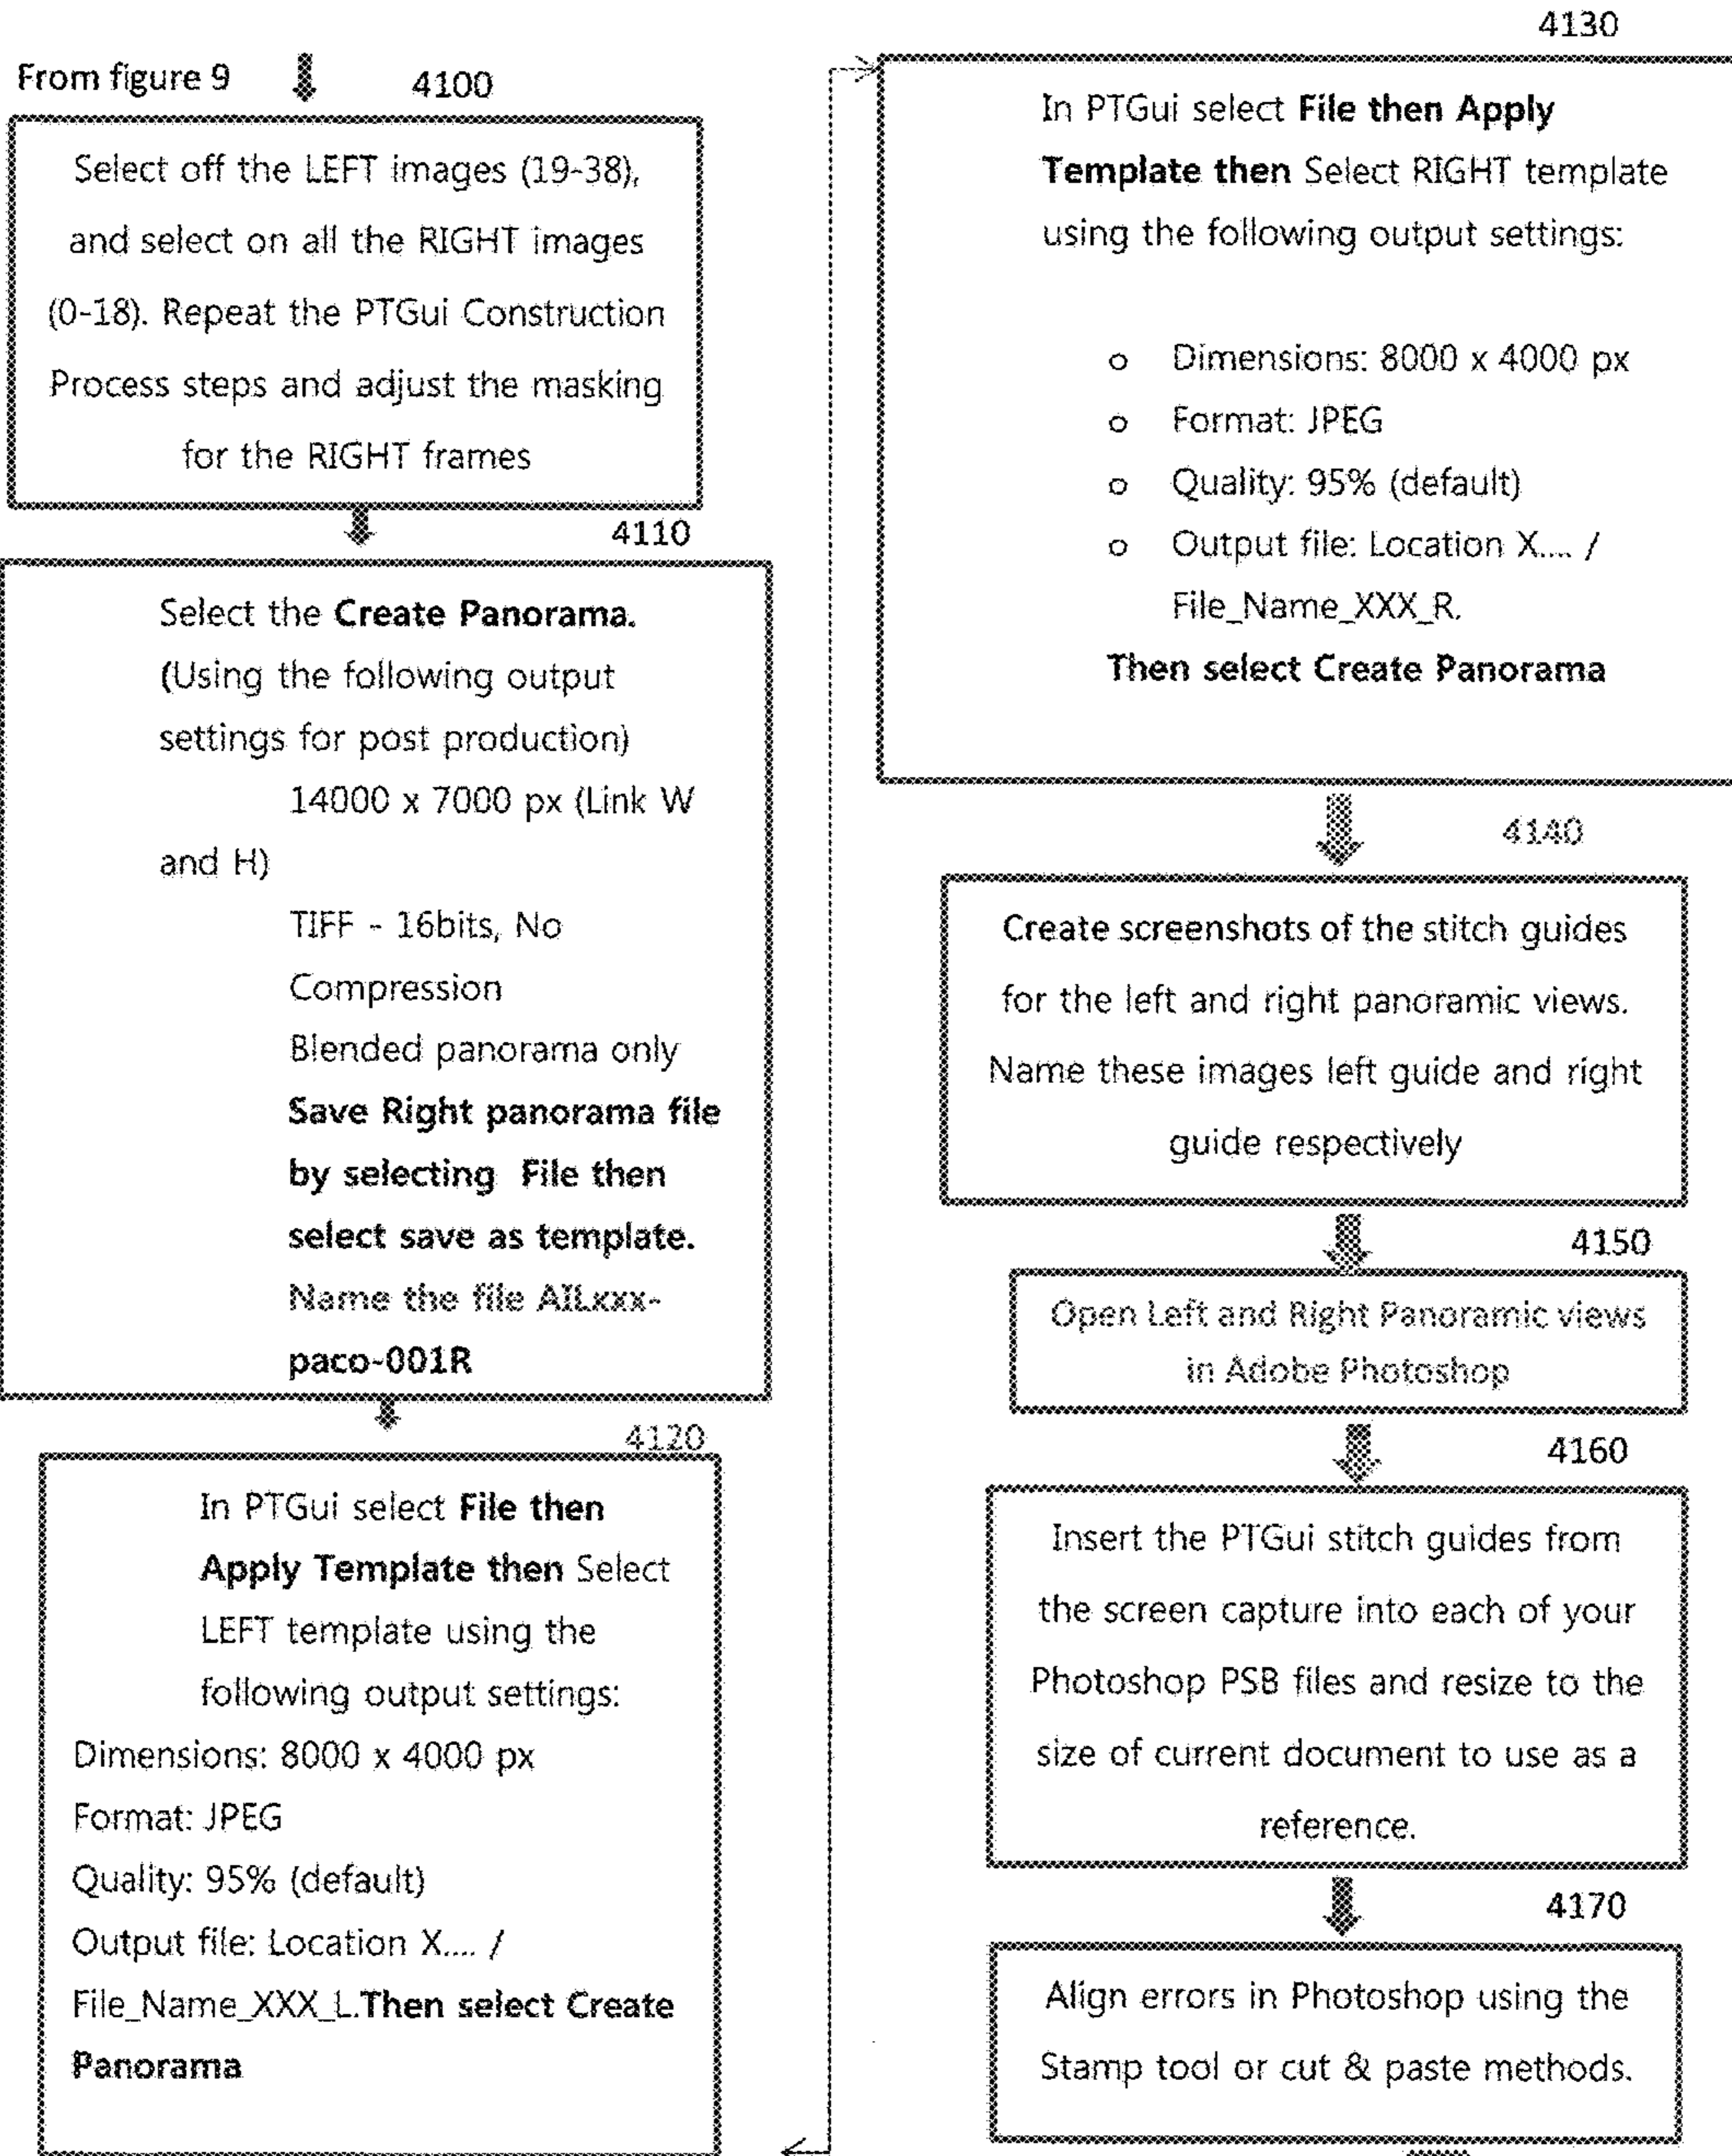 From figure 9
4100
Select off the LEFT images (19-38),
and select on all the RIGHT images
(0-18). Repeat the PTGui Construction
Process steps and adjust the masking
for the RIGHT frames
4110
Select the Create Panorama.
(Using the following output
settings for post production)
14000 x 7000 px (Link W
and H)
TIFF - 16bits, No
Compression
Blended panorama only
Save Right panorama file
by selecting File then
select save as template.
Name the file AILxxx-
paco-001R
4120
In PTGui select File then
Apply Template then Select
LEFT template using the
following output settings:
Dimensions: 8000 x 4000 px
Format: JPEG
Quality: 95% (default)
Output file: Location X.... /
File_Name_XXX_L.Then select Create
Panorama
4130
In PTGui select File then Apply
Template then Select RIGHT template
using the following output settings:
o Dimensions: 8000 x 4000 px
o Format: JPEG
o Quality: 95% (default)
o Output file: Location X.... /
File_Name_XXX_R.
Then select Create Panorama
4140
Create screenshots of the stitch guides
for the left and right panoramic views.
Name these images left guide and right
guide respectively
4150
Open Left and Right Panoramic views
in Adobe Photoshop
4160
Insert the PTGui stitch guides from
the screen capture into each of your
Photoshop PSB files and resize to the
size of current document to use as a
reference.
4170
Align errors in Photoshop using the
Stamp tool or cut & paste methods.